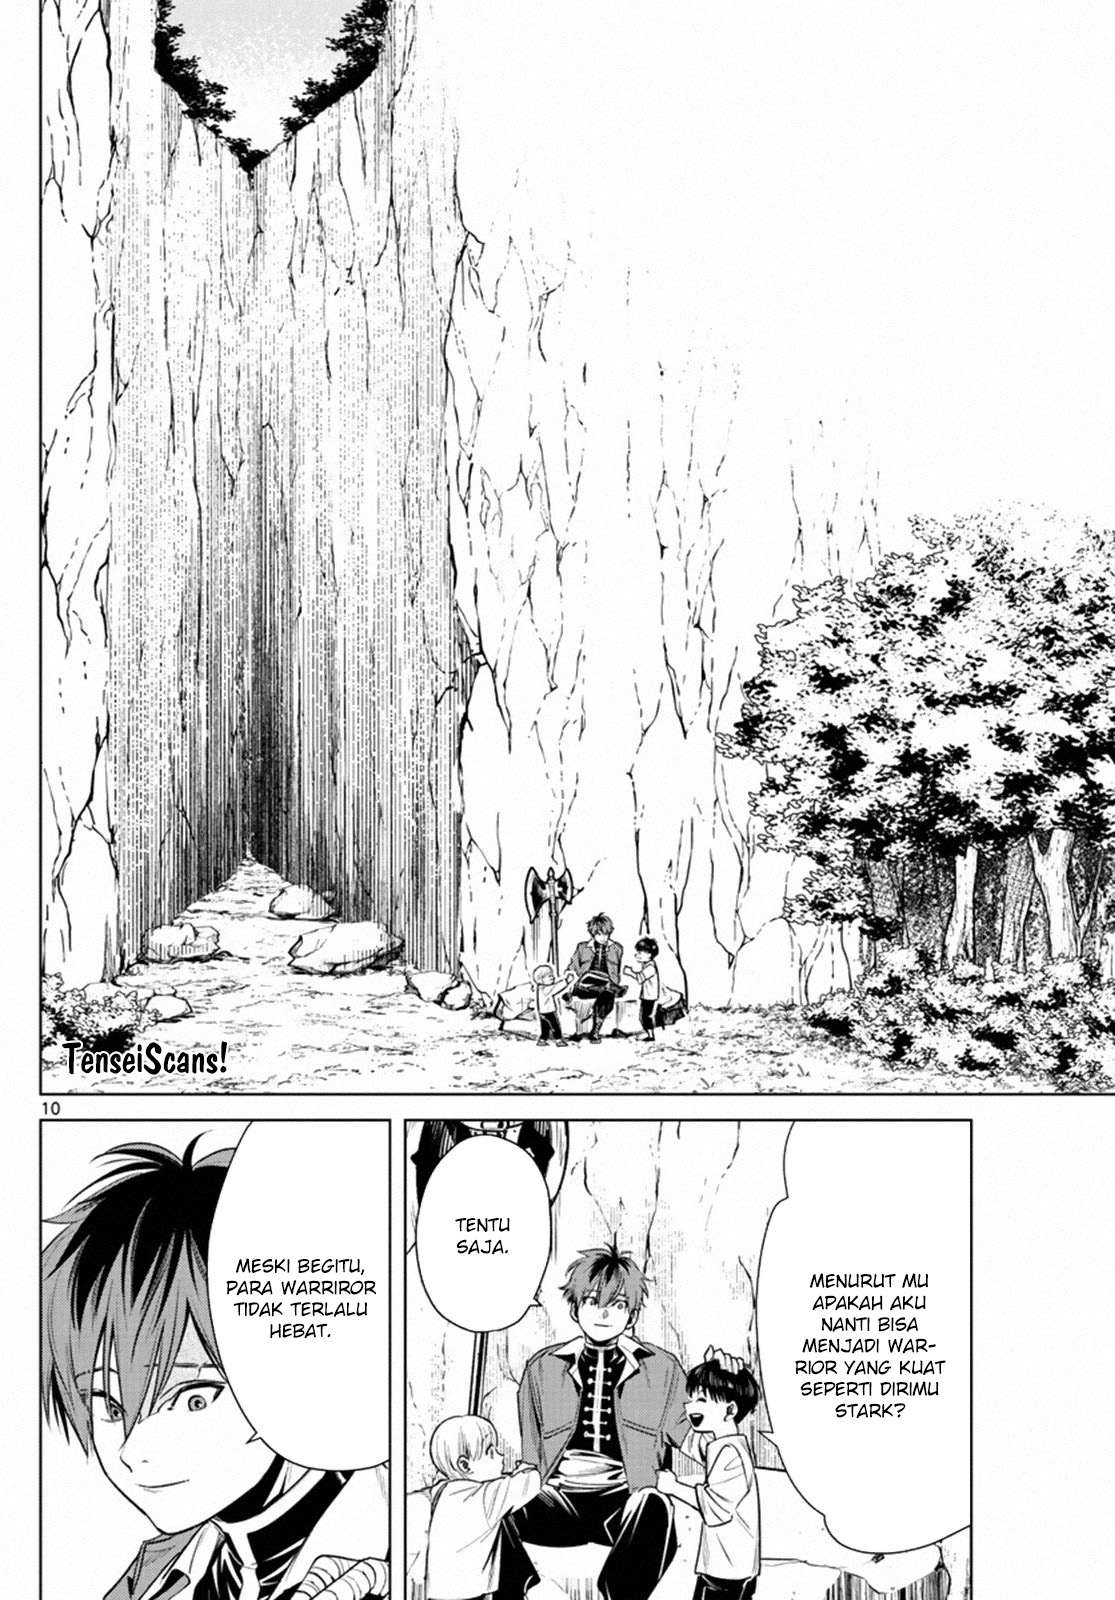 TenseiScans!
10
MENURUT MU
APAKAH AKU
NANTI BISA
MENJADI WAR-
RIOR YANG KUAT
SEPERTI DIRIMU
STARK?
TENTU
SAJA.
MESKI BEGITU,
PARA WARRIROR
TIDAK TERLALU
HEBAT.